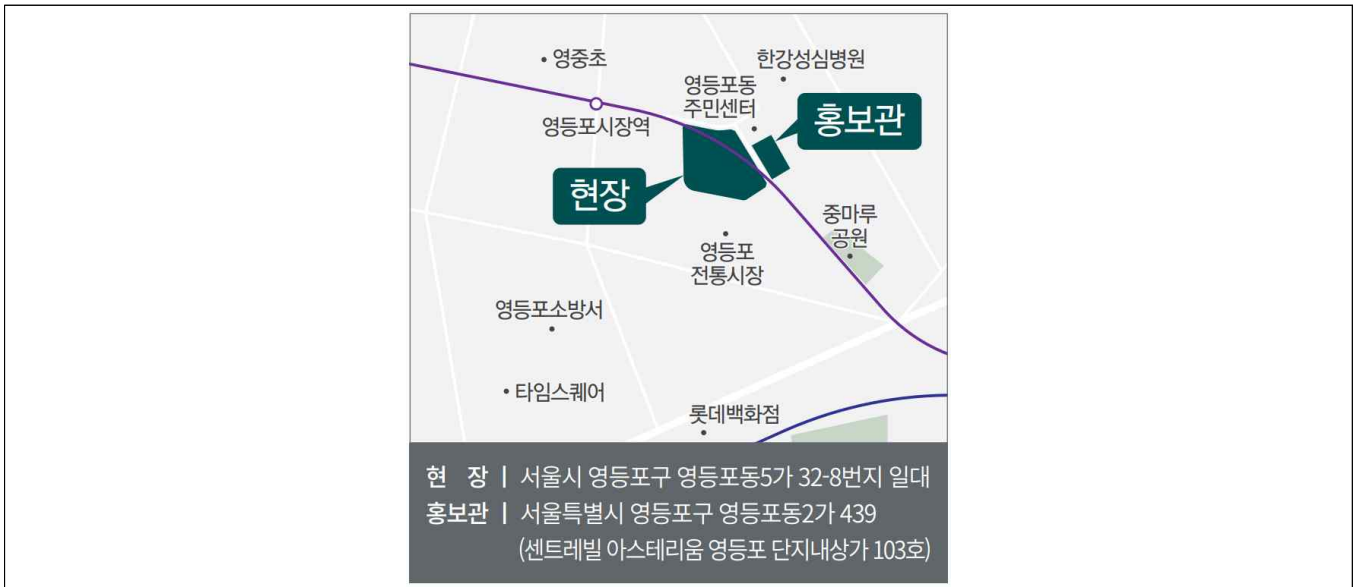 영중초
한강성심병원
영등포동
주민센터
홍보관
영등포시장역
현장
중마루
공원
영등포
전통시장
영등포소방서
타임스퀘어
롯데백화점
현 장 | 서울시 영등포구 영등포동5가 32-8번지 일대
홍보관 | 서울특별시 영등포구 영등포동2가 439
(센트레빌 아스테리움 영등포 단지내상가 103호)